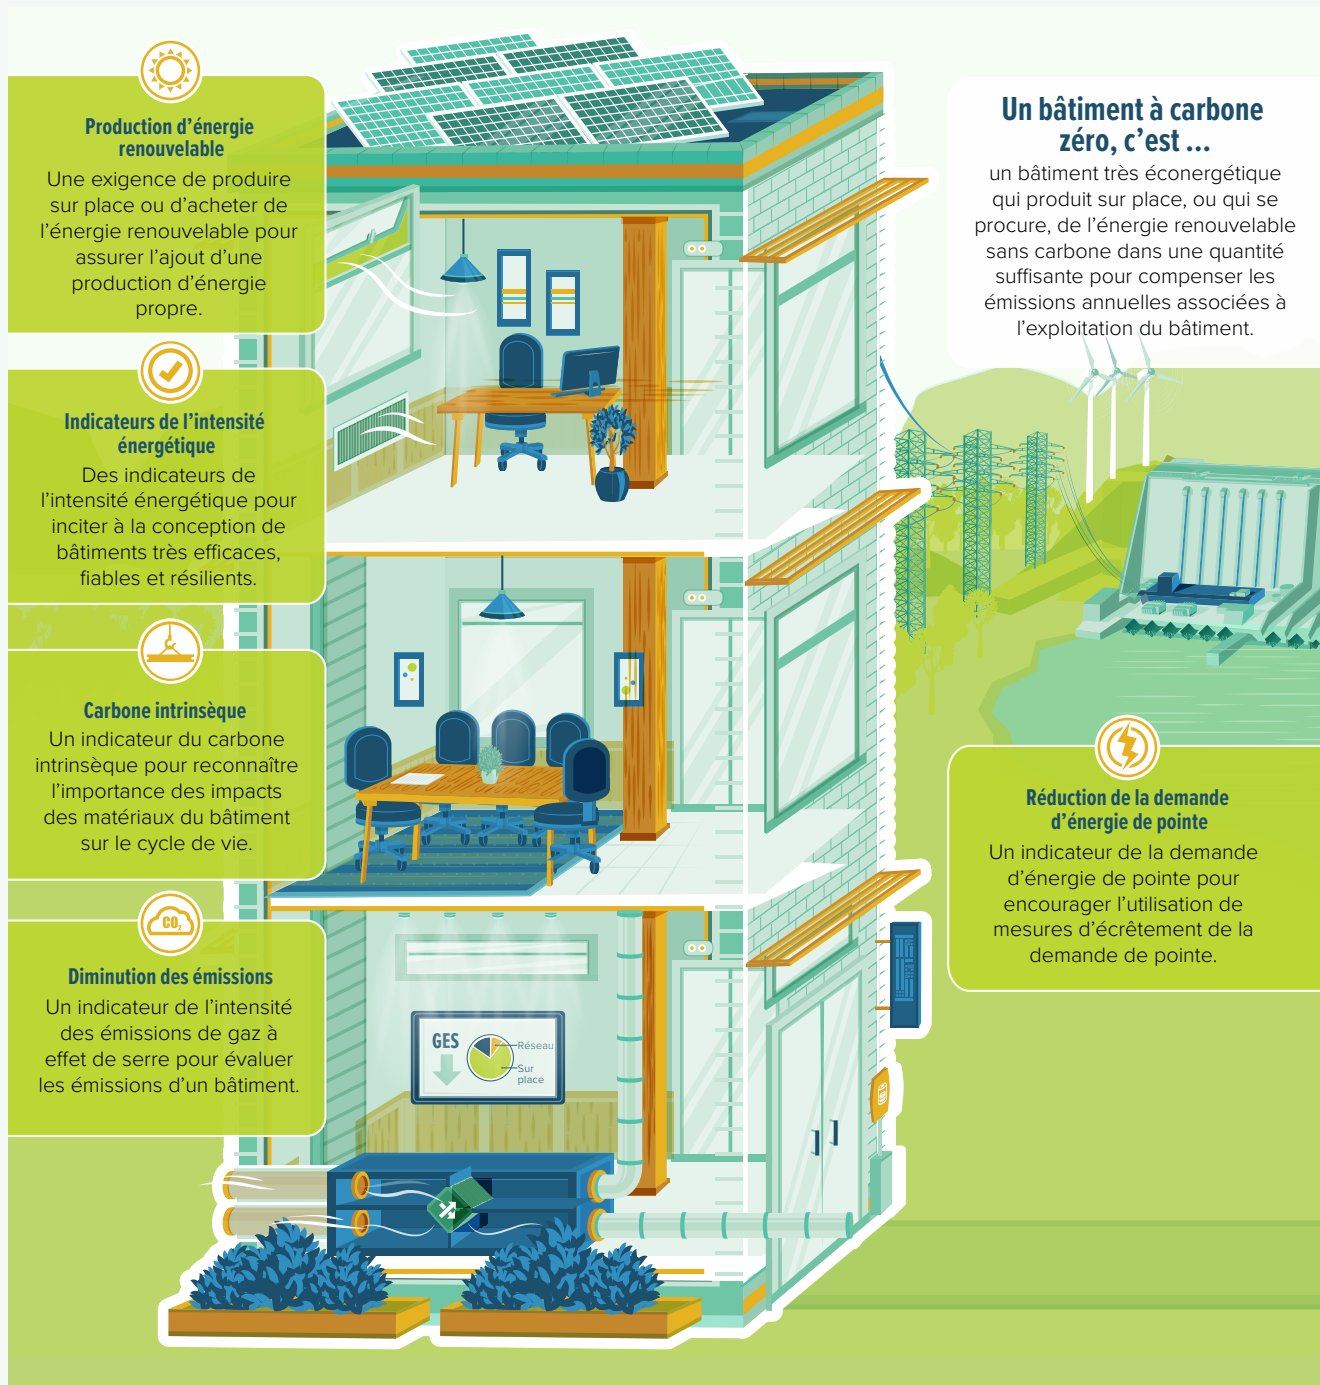 Production d’énergie
renouvelable
Une exigence de produire
sur place ou d’acheter de
l’énergie renouvelable pour
assurer l’ajout d’une
production d’énergie
propre.
Indicateurs de l’intensité
énergétique
Des indicateurs de
l’intensité énergétique pour
inciter à la conception de
bâtiments très efficaces,
fiables et résilients.
Carbone intrinsèque
Un indicateur du carbone
intrinsèque pour reconnaître
l’importance des impacts
des matériaux du bâtiment
sur le cycle de vie.
CO₂
Diminution des émissions
Un indicateur de l’intensité
des émissions de gaz à
effet de serre pour évaluer
les émissions d’un bâtiment.
GES
Réseau
Sur
place
Un bâtiment à carbone
zéro, c’est ...
un bâtiment très éconergétique
qui produit sur place, ou qui se
procure, de l’énergie renouvelable
sans carbone dans une quantité
suffisante pour compenser les
émissions annuelles associées à
l’exploitation du bâtiment.
Réduction de la demande
d’énergie de pointe
Un indicateur de la demande
d’énergie de pointe pour
encourager l’utilisation de
mesures d’écrêtement de la
demande de pointe.